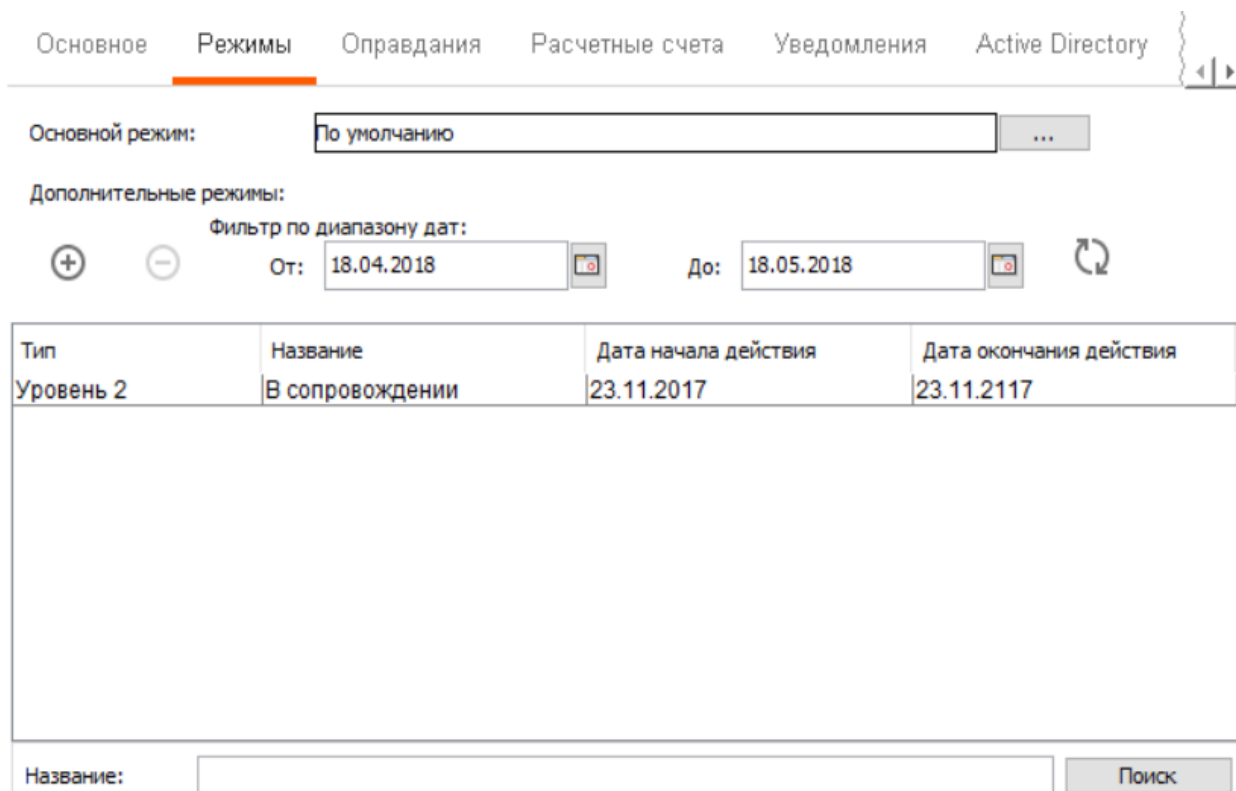 Основное Режимы Оправдания Расчетные счета Уведомления Active Directory
Основной режим: По умолчанию ...
Дополнительные режимы:
Фильтр по диапазону дат:
От: 18.04.2018 До: 18.05.2018
Тип Название Дата начала действия Дата окончания действия
Уровень 2 В сопровождении 23.11.2017 23.11.2117
Название: Поиск